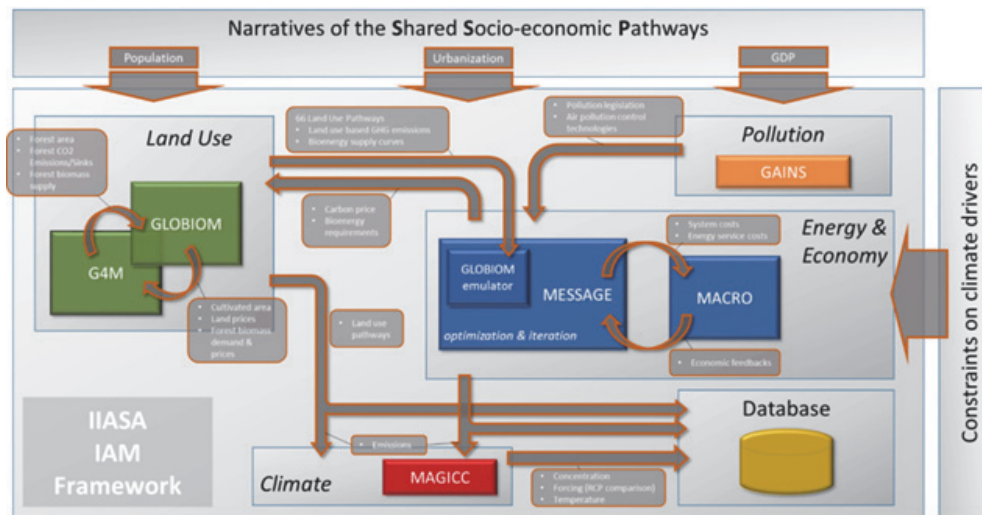 Narratives of the Shared Socio-economic Pathways
Population
Urbanization
GDP
Constraints on climate drivers
Land Use
• Forest area
• Forest CO2
Emissions/Sinks
• Forest biomass
supply
GLOBIOM
G4M
• Cultivated area
• Land prices
• Forest biomass
demand &
prices
66 Land Use Pathways
• Land use based GHG emissions
• Bioenergy supply curves
• Carbon price
• Bioenergy
requirements
• Pollution legislation
• Air pollution control
technologies
Pollution
GAINS
Energy &
Economy
• System costs
• Energy service costs
GLOBIOM
emulator
MESSAGE
MACRO
optimization & iteration
• Economic feedbacks
• Land use
pathways
IIASA
IAM
Framework
• Emissions
Climate
MAGICC
• Concentration
• Forcing (RCP comparison)
• Temperature
Database